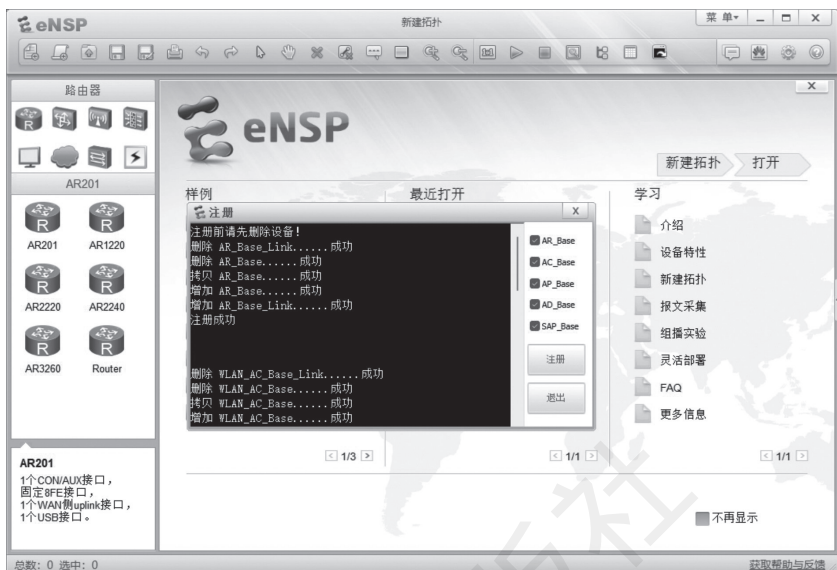 eNSP
新建拓扑
菜 单
路由器
AR201
AR201
AR1220
AR2220
AR2240
AR3260
Router
AR201
1个CON/AUX接口，
固定8FE接口，
1个WAN侧uplink接口，
1个USB接口。
eNSP
新建拓扑
打开
样例
最近打开
学习
注册
X
注册前请先删除设备!
删除 AR_Base_Link......成功
删除 AR_Base......成功
拷贝 AR_Base......成功
增加 AR_Base......成功
增加 AR_Base_Link......成功
注册成功
删除 WLAN_AC_Base_Link......成功
删除 WLAN_AC_Base......成功
拷贝 WLAN_AC_Base......成功
增加 WLAN_AC_Base......成功
AR_Base
AC_Base
AP_Base
AD_Base
SAP_Base
注册
退出
介绍
设备特性
新建拓扑
报文采集
组播实验
灵活部署
FAQ
更多信息
1/3
1/1
1/1
不再显示
总数: 0 选中: 0
获取帮助与反馈